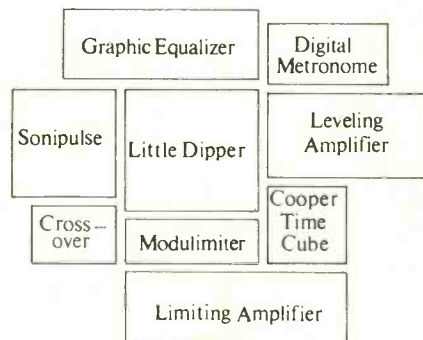 Graphic Equalizer
Digital
Metronome
Sonipulse
Little Dipper
Leveling
Amplifier
Cross-
over
Modulimiter
Cooper
Time
Cube
Limiting Amplifier